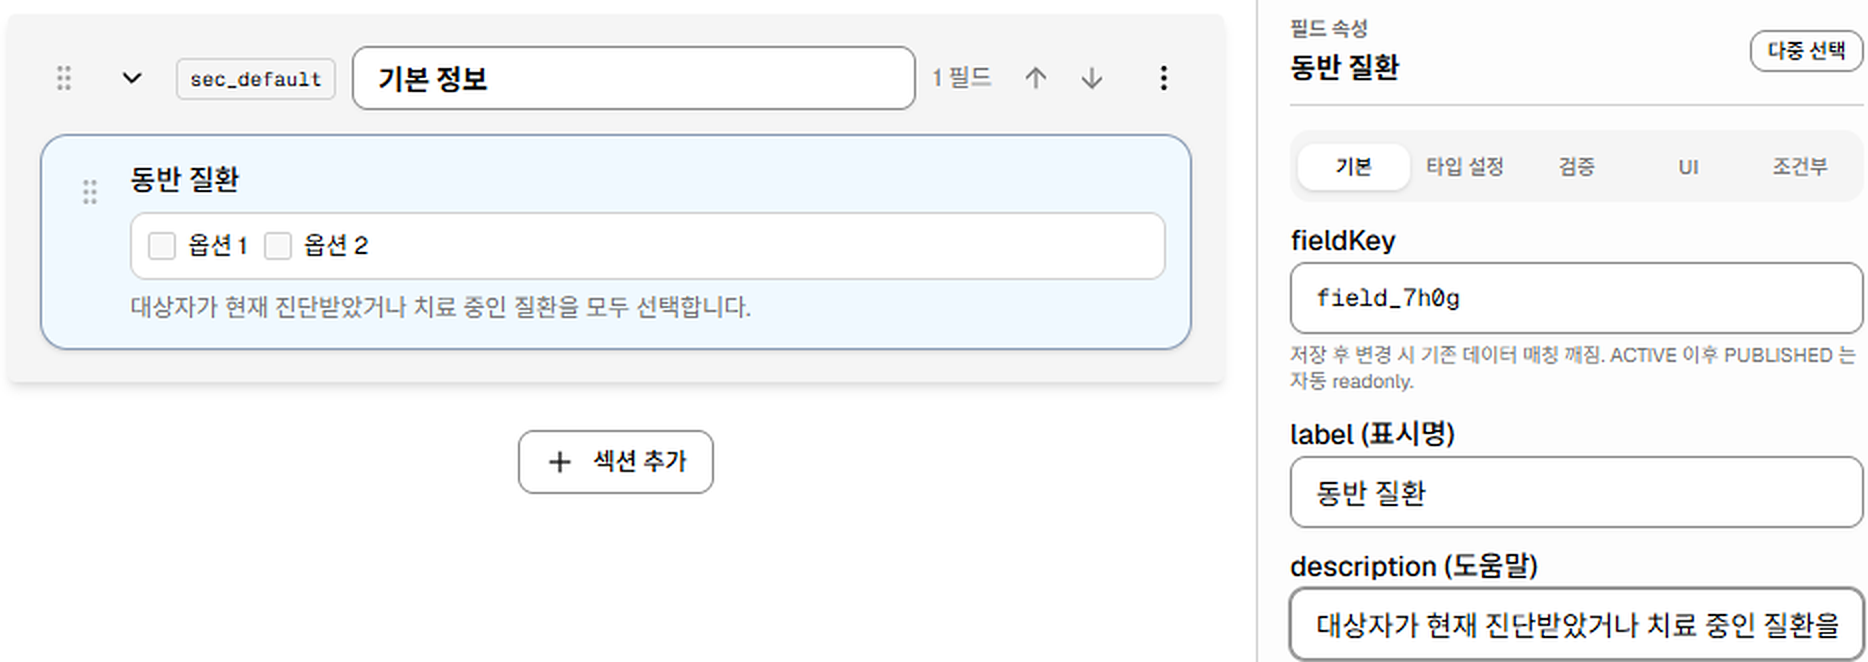 sec_default
기본 정보
1 필드
동반 질환
옵션 1 옵션 2
대상자가 현재 진단받았거나 치료 중인 질환을 모두 선택합니다.
섹션 추가
필드 속성
동반 질환
다중 선택
기본 타입 설정 검증 UI 조건부
fieldKey
field_7h0g
저장 후 변경 시 기존 데이터 매칭 깨짐. ACTIVE 이후 PUBLISHED 는
자동 readonly.
label (표시명)
동반 질환
description (도움말)
대상자가 현재 진단받았거나 치료 중인 질환을